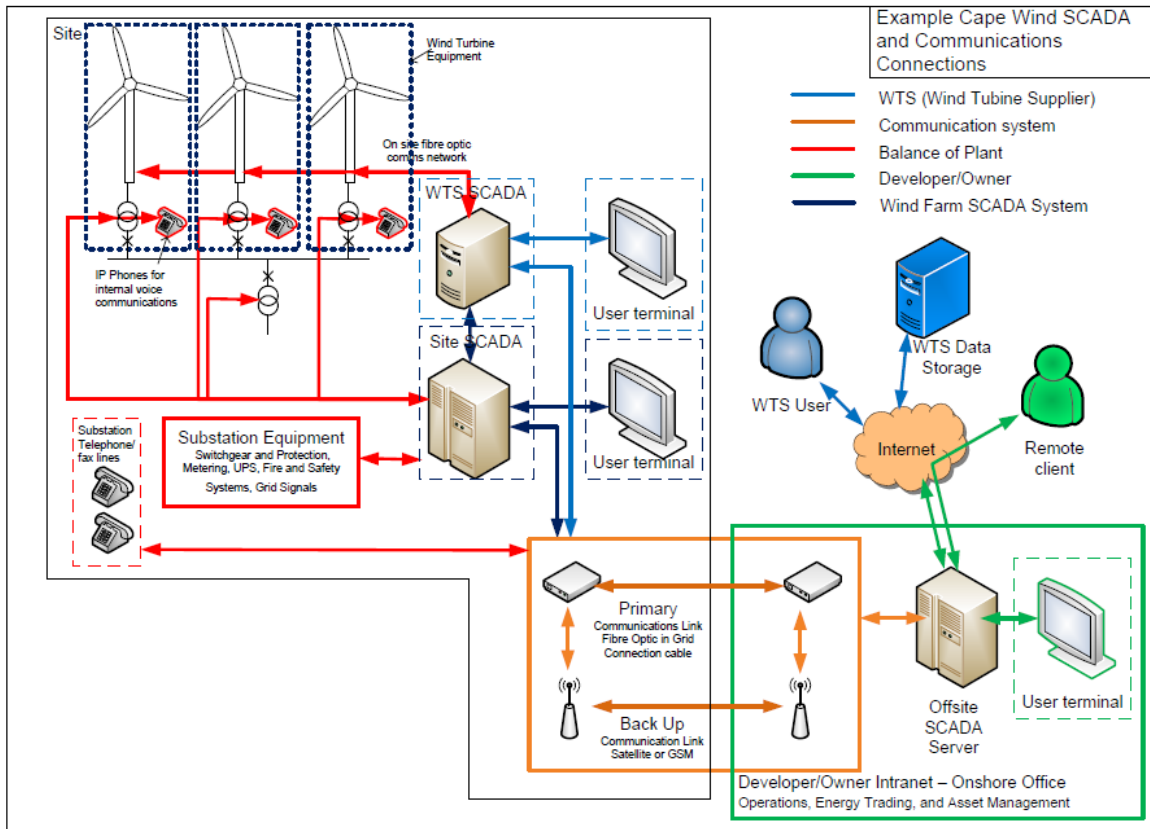 Example Cape Wind SCADA
and Communications
Connections
WTS (Wind Tubine Supplier)
Communication system
Balance of Plant
Developer/Owner
Wind Farm SCADA System
Site
Wind Turbine
Equipment
On site fibre optic
comms network
WTS SCADA
User terminal
IP Phones for
internal voice
communications
Site SCADA
User terminal
Substation
Telephone/
fax lines
Substation Equipment
Switchgear and Protection,
Metering, UPS, Fire and Safety
Systems, Grid Signals
WTS Data
Storage
WTS User
Internet
Remote
client
Primary
Communications Link
Fibre Optic in Grid
Connection cable
Back Up
Communication Link
Satellite or GSM
Offsite
SCADA
Server
User terminal
Developer/Owner Intranet – Onshore Office
Operations, Energy Trading, and Asset Management